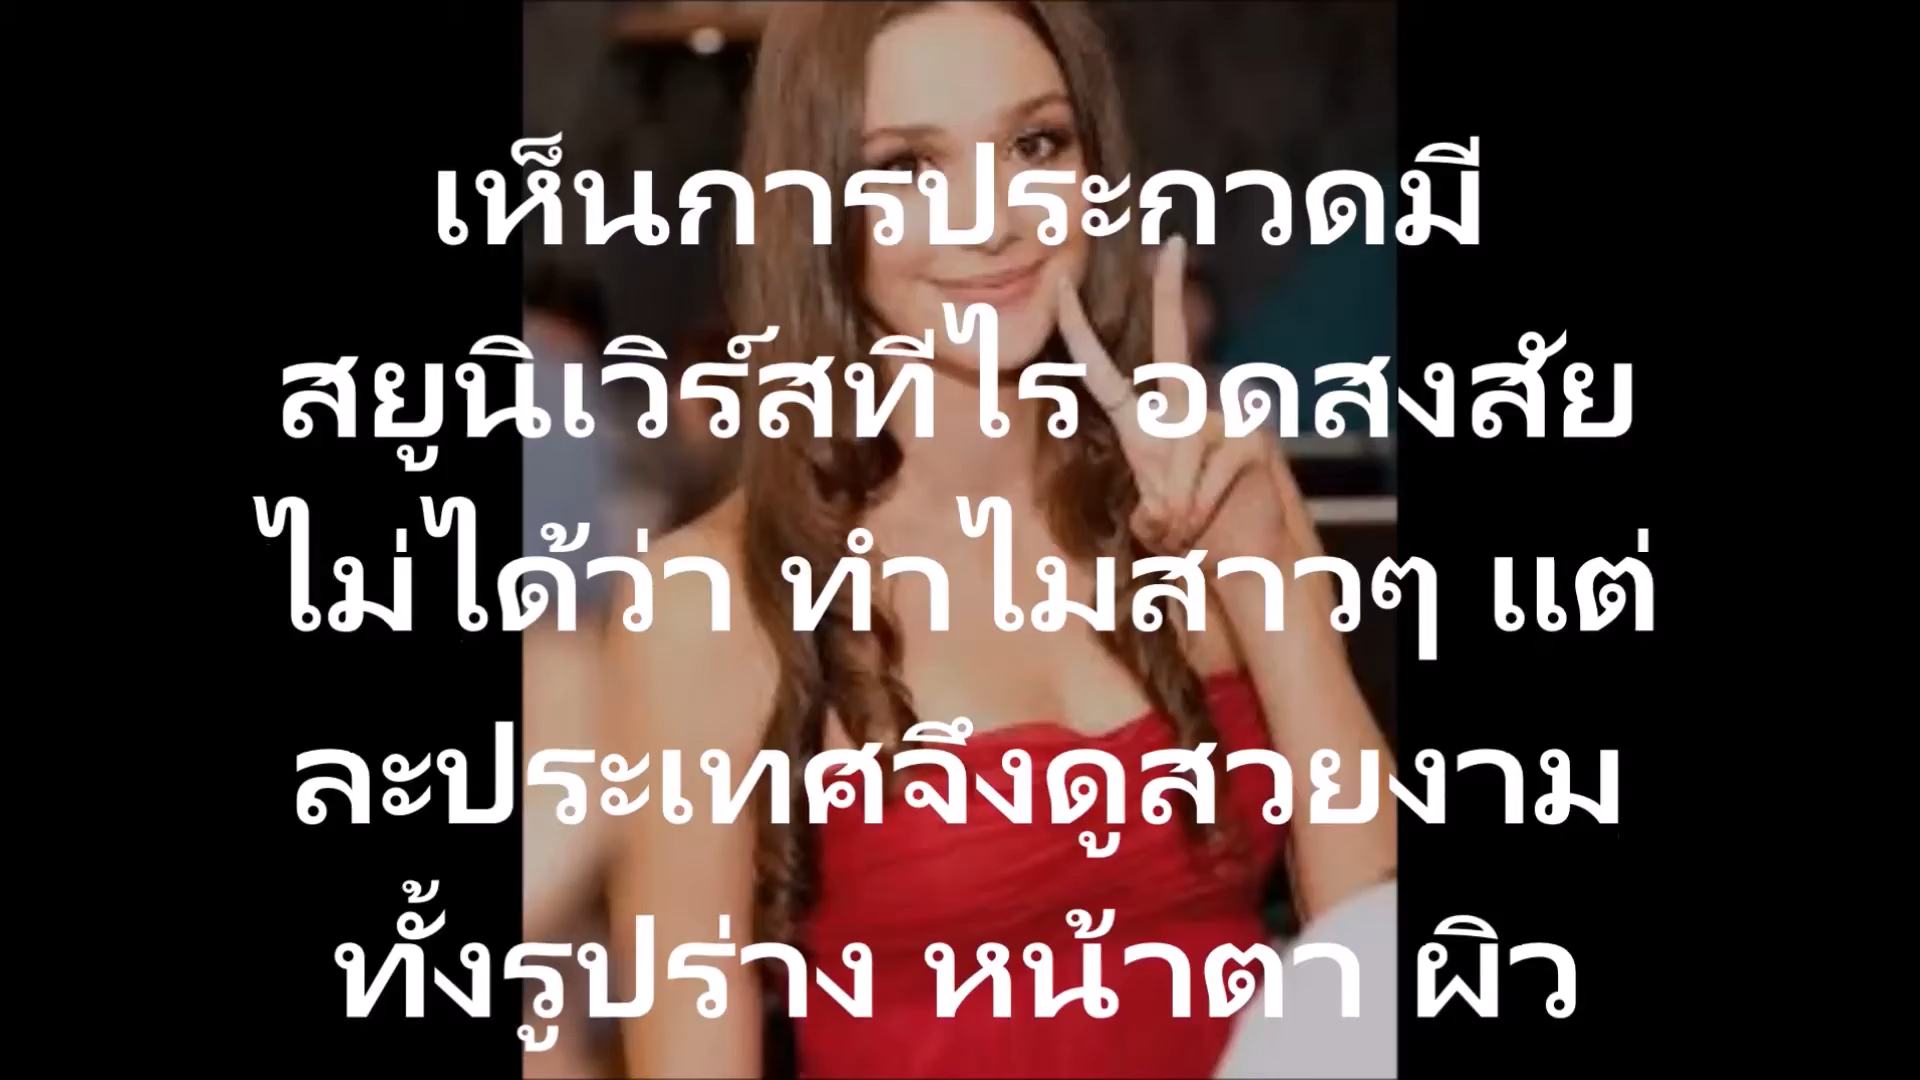 เห็นการประกวดมี
สยูนิเวิร์สทีไร อดสงสัย
ไม่ได้ว่า ทำไมสาวๆ แต่
ละประเทศจึงดูสวยงาม
ทั้งรูปร่าง หน้าตา ผิว